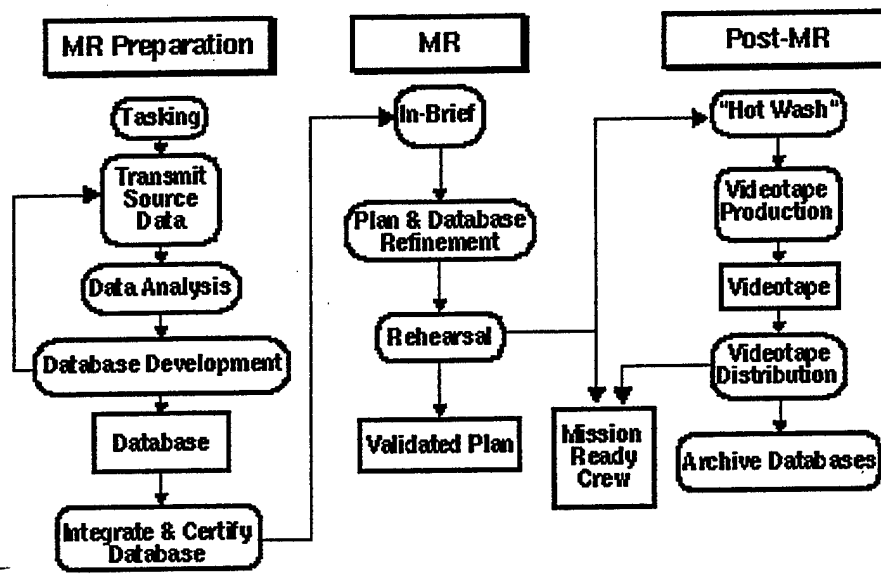 MR Preparation
Tasking
Transmit
Source
Data
Data Analysis
Database Development
Database
Integrate & Certify
Database
MR
In-Brief
Plan & Database
Refinement
Rehearsal
Validated Plan
Post-MR
"Hot Wash"
Videotape
Production
Videotape
Videotape
Distribution
Mission
Ready
Crew
Archive Databases